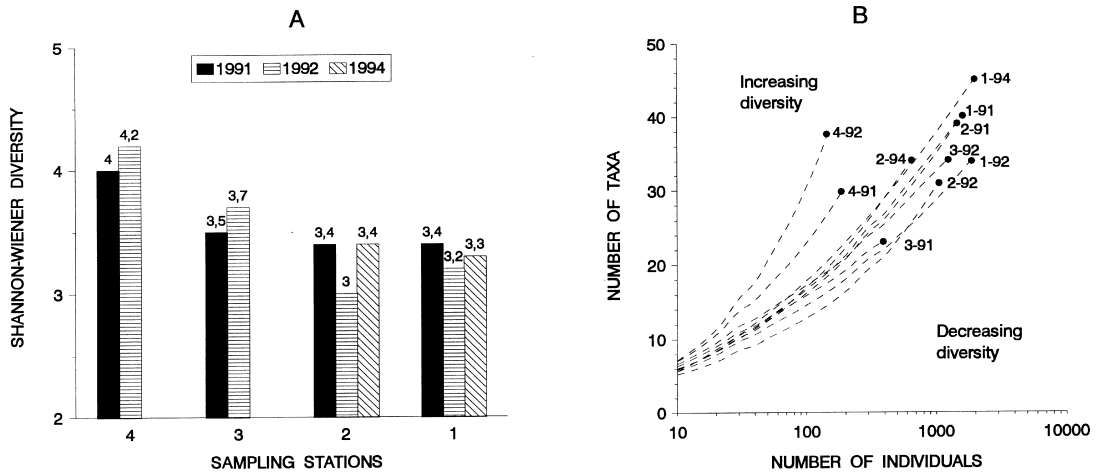 A
SHANNON-WIENER DIVERSITY
5
4
3
2
1991 1992 1994
4
4,2
3,5
3,7
3,4
3
3,4
3,4
3,2
3,3
4 3 2 1
SAMPLING STATIONS
B
NUMBER OF TAXA
50
40
30
20
10
0
Increasing
diversity
1-94
1-91
2-91
4-92
3-92
2-94
1-92
4-91
2-92
3-91
Decreasing
diversity
10 100 1000 10000
NUMBER OF INDIVIDUALS